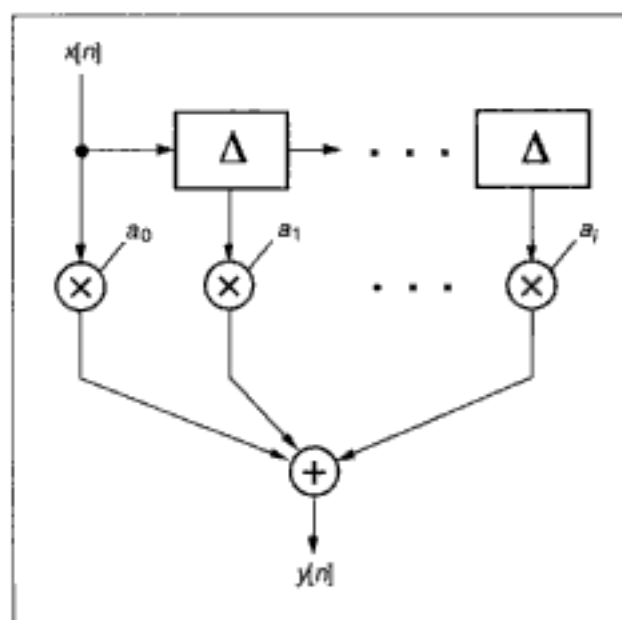 x[n]
Δ . . . Δ
a0 a1 ai
× × . . . ×
+
y[n]